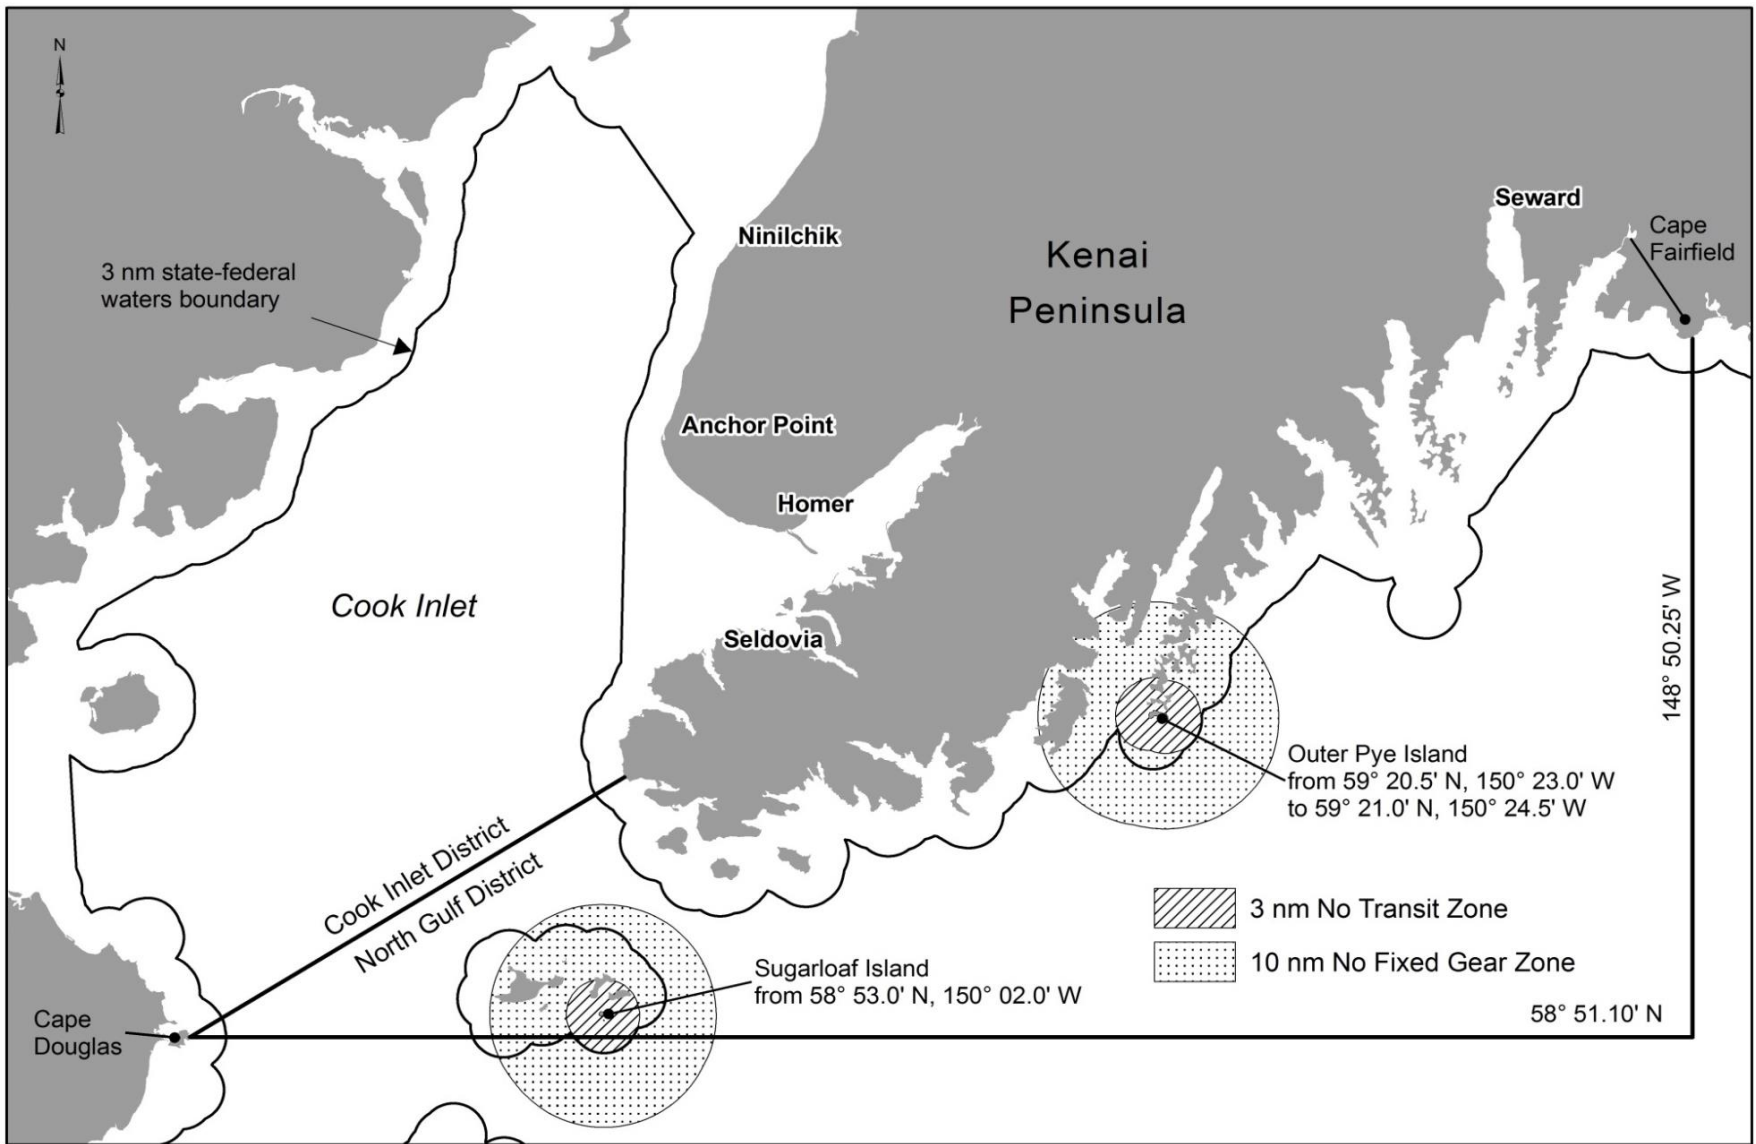 N
Seward
Cape
Fairfield
Ninilchik
Kenai
Peninsula
3 nm state-federal
waters boundary
Anchor Point
Homer
Cook Inlet
Seldovia
148° 50.25' W
Outer Pye Island
from 59° 20.5' N, 150° 23.0' W
to 59° 21.0' N, 150° 24.5' W
Cook Inlet District
North Gulf District
3 nm No Transit Zone
10 nm No Fixed Gear Zone
Sugarloaf Island
from 58° 53.0' N, 150° 02.0' W
58° 51.10' N
Cape
Douglas